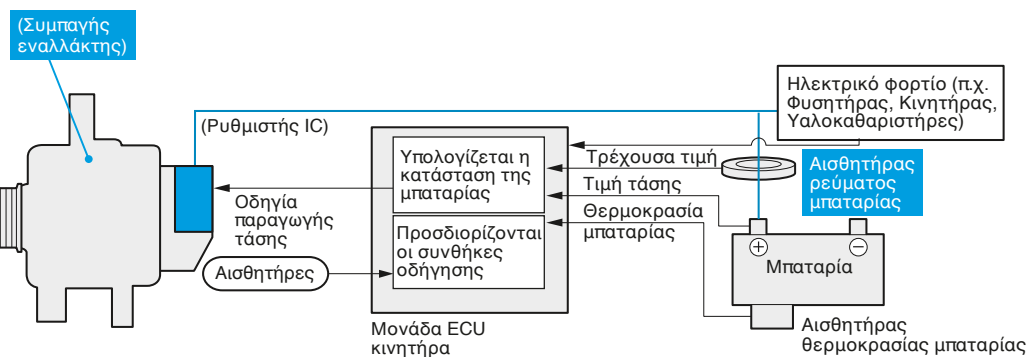 (Συμπαγής
εναλλάκτης)
(Ρυθμιστής IC)
Οδηγία
παραγωγής
τάσης
Αισθητήρες
Υπολογίζεται η
κατάσταση της
μπαταρίας
Προσδιορίζονται
οι συνθήκες
οδήγησης
Μονάδα ECU
κινητήρα
Τρέχουσα τιμή
Τιμή τάσης
Θερμοκρασία
μπαταρίας
Ηλεκτρικό φορτίο (π.χ.
Φυσητήρας, Κινητήρας,
Υαλοκαθαριστήρες)
Αισθητήρας
ρεύματος
μπαταρίας
+ −
Μπαταρία
Αισθητήρας
θερμοκρασίας μπαταρίας